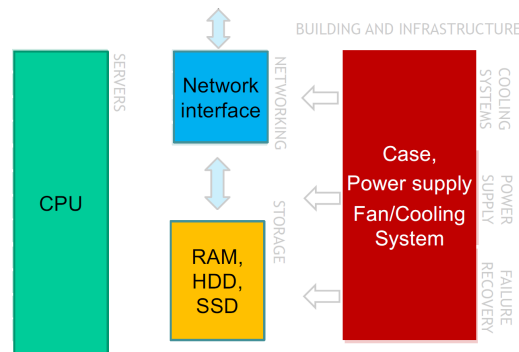 BUILDING AND INFRASTRUCTURE
SERVERS
CPU
Network
interface
NETWORKING
RAM,
HDD,
SSD
STORAGE
Case,
Power supply
Fan/Cooling
System
COOLING
SYSTEMS
POWER
SUPPLY
FAILURE
RECOVERY